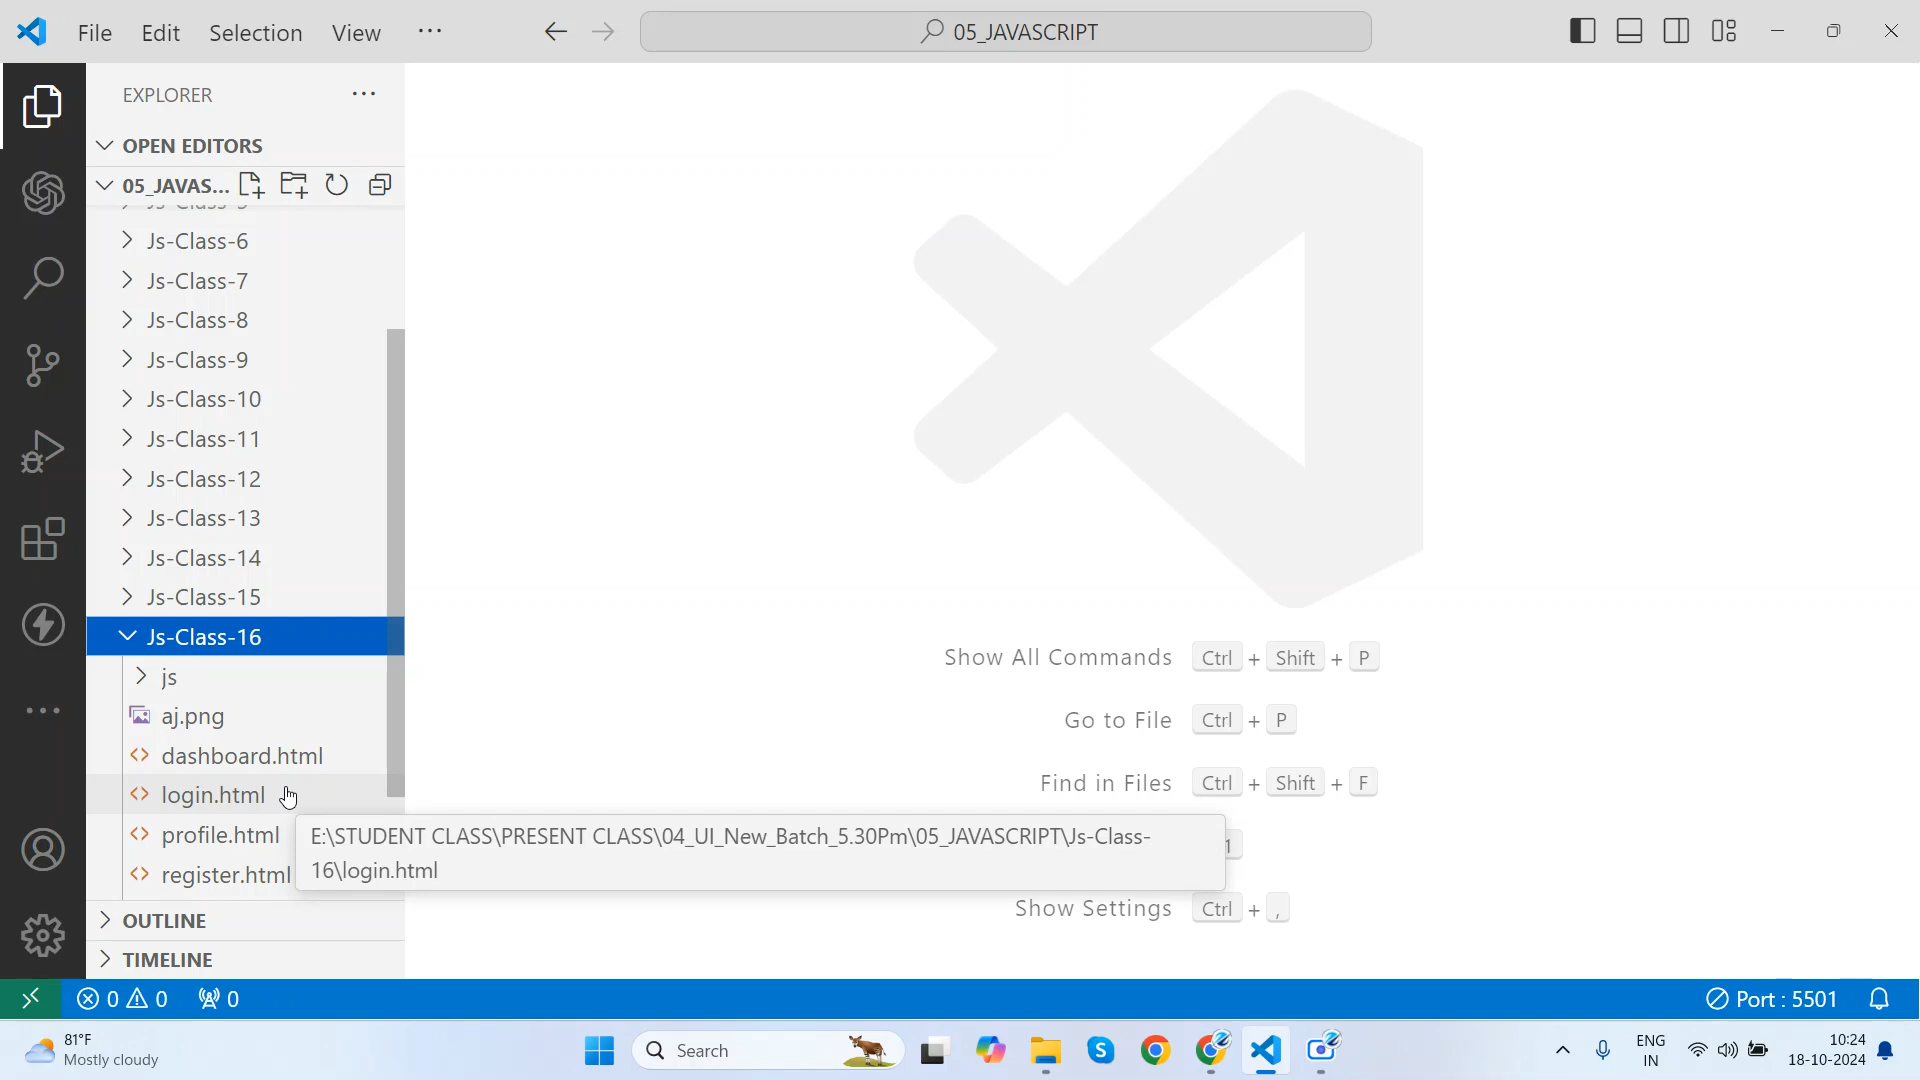 File Edit Selection View ···
05_JAVASCRIPT
EXPLORER ···
OPEN EDITORS
05_JAVAS...
Js-Class-6
Js-Class-7
Js-Class-8
Js-Class-9
Js-Class-10
Js-Class-11
Js-Class-12
Js-Class-13
Js-Class-14
Js-Class-15
Js-Class-16
js
aj.png
dashboard.html
login.html
profile.html
register.html
E:\STUDENT CLASS\PRESENT CLASS\04_UI_New_Batch_5.30Pm\05_JAVASCRIPT\Js-Class-
16\login.html
OUTLINE
TIMELINE
Show All Commands Ctrl + Shift + P
Go to File Ctrl + P
Find in Files Ctrl + Shift + F
Show Settings Ctrl + ,
0 0 0
Port : 5501
81°F
Mostly cloudy
Search
ENG
IN
10:24
18-10-2024